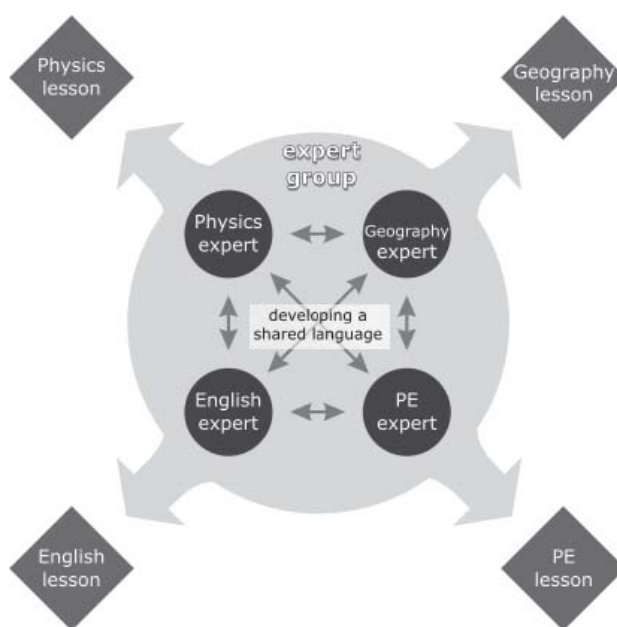 Physics
lesson
Geography
lesson
expert
group
Physics
expert
Geography
expert
developing a
shared language
English
expert
PE
expert
English
lesson
PE
lesson